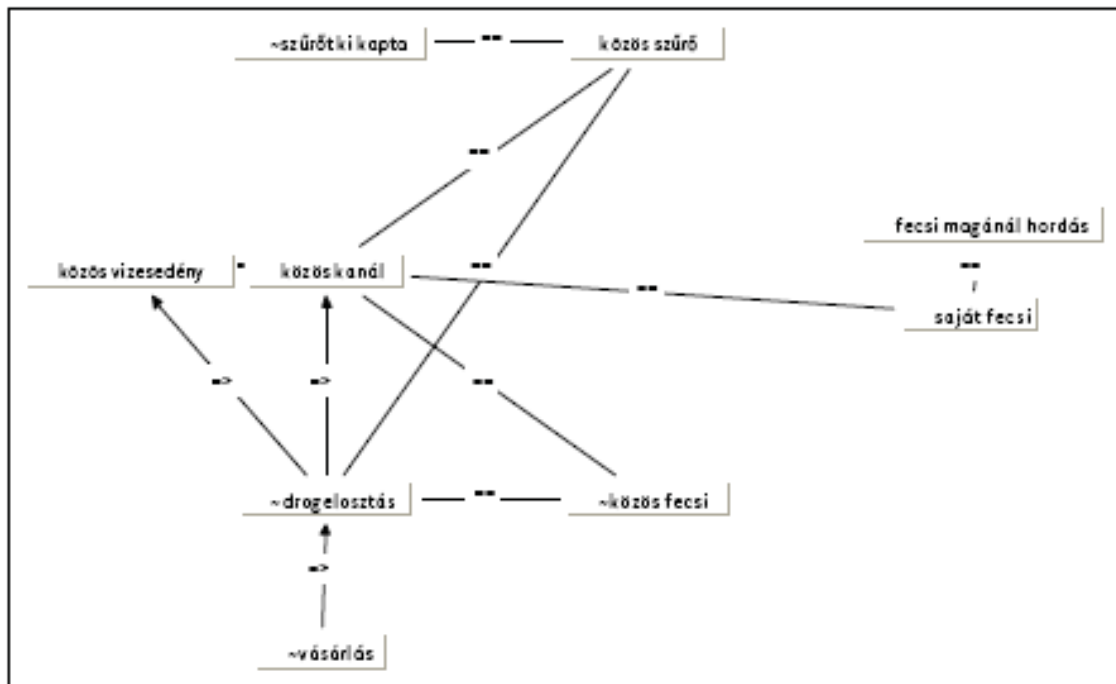 ~szűrőt ki kapta == közös szűrő
==
fecsi magánál hordás
közös vizesedény - közös kanál == ==
==
saját fecsi
=> => ==
~drogelosztás == ~közös fecsi
=>
~vásárlás